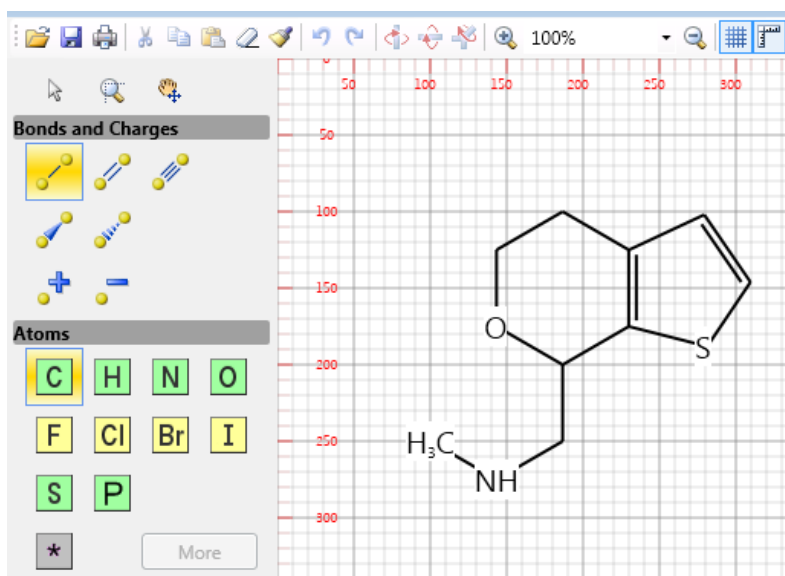 100%
0
50 100 150 200 250 300
Bonds and Charges
50
100
150
200
250
300
O
S
H₃C
NH
Atoms
C H N O
F Cl Br I
S P
* More